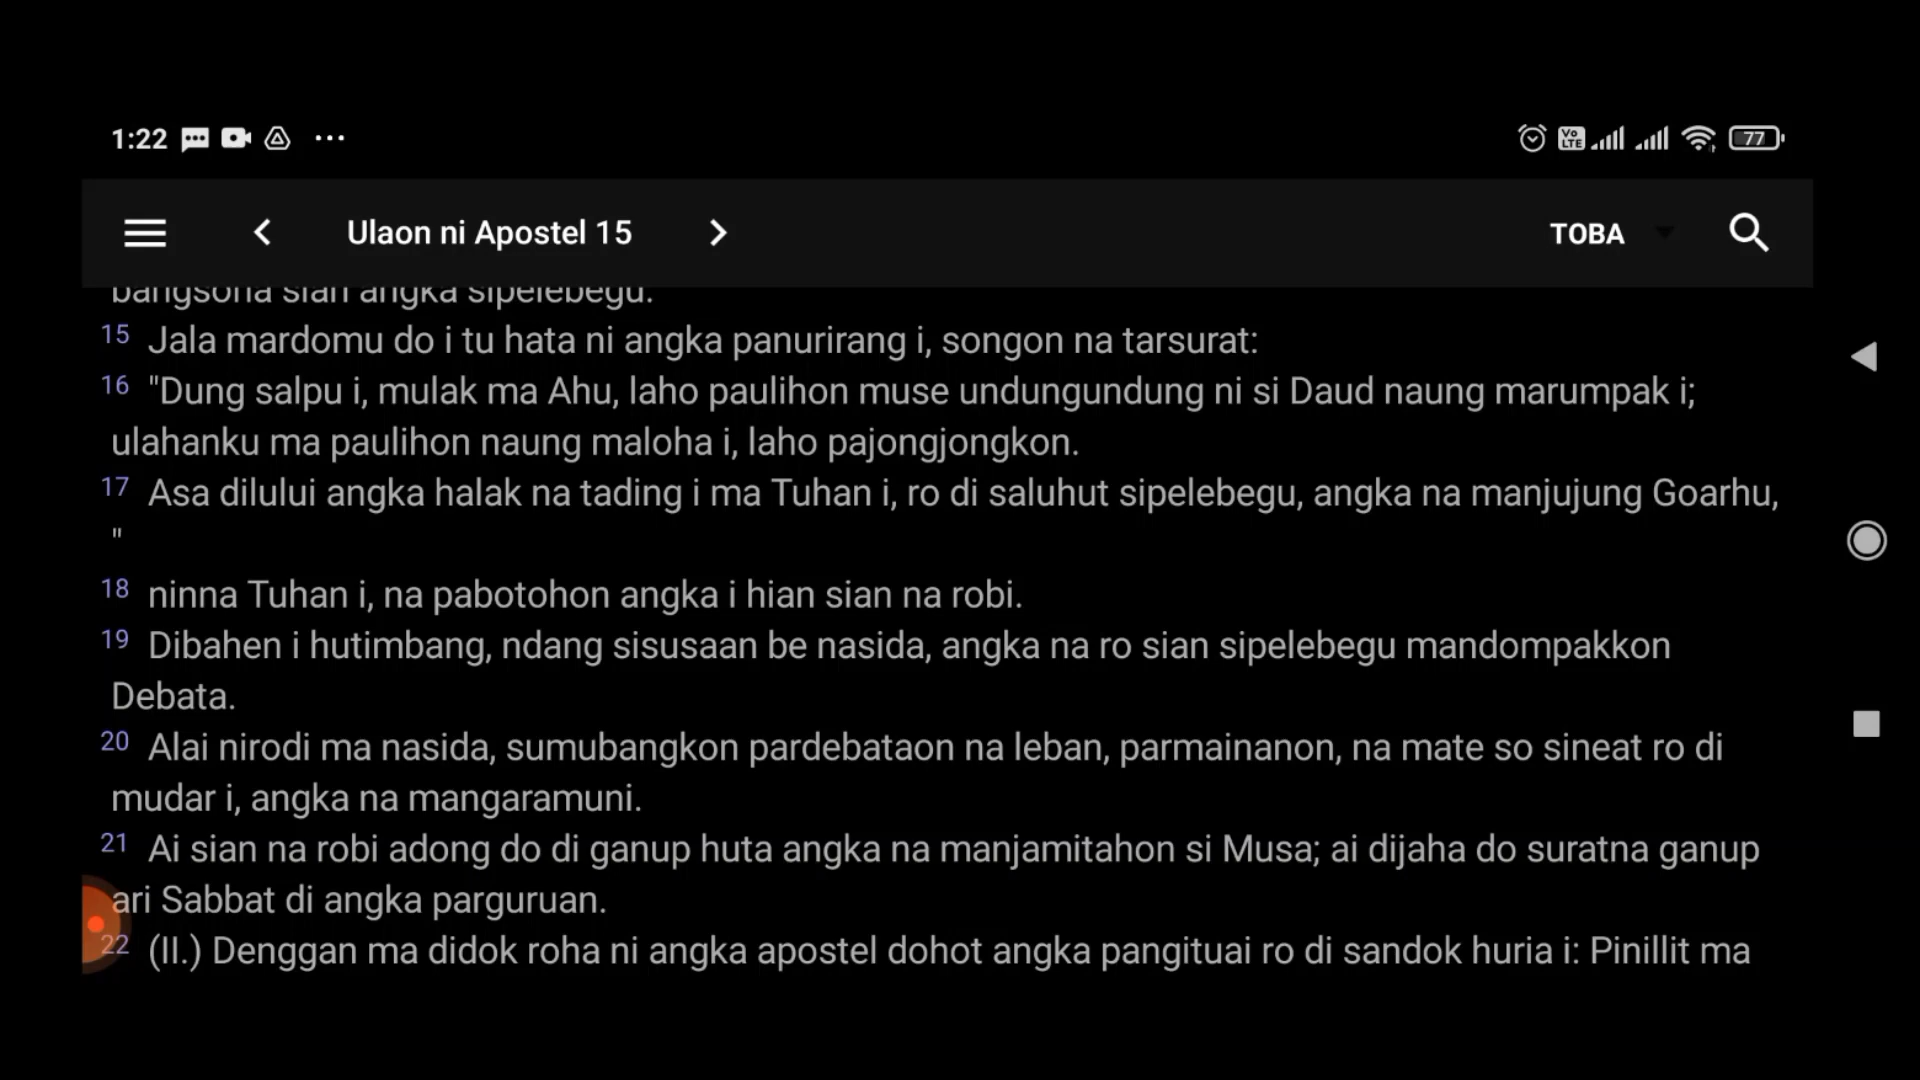 1:22
Vo LTE
77
Ulaon ni Apostel 15
TOBA
bangsona sian angka sipelebegu.
15 Jala mardomu do i tu hata ni angka panurirang i, songon na tarsurat:
16 "Dung salpu i, mulak ma Ahu, laho paulihon muse undungundung ni si Daud naung marumpak i;
ulahanku ma paulihon naung maloha i, laho pajongjongkon.
17 Asa dilului angka halak na tading i ma Tuhan i, ro di saluhut sipelebegu, angka na manjujung Goarhu,
"
18 ninna Tuhan i, na pabotohon angka i hian sian na robi.
19 Dibahen i hutimbang, ndang sisusaan be nasida, angka na ro sian sipelebegu mandompakkon
Debata.
20 Alai nirodi ma nasida, sumubangkon pardebataon na leban, parmainanon, na mate so sineat ro di
mudar i, angka na mangaramuni.
21 Ai sian na robi adong do di ganup huta angka na manjamitahon si Musa; ai dijaha do suratna ganup
ari Sabbat di angka parguruan.
22 (II.) Denggan ma didok roha ni angka apostel dohot angka pangituai ro di sandok huria i: Pinillit ma